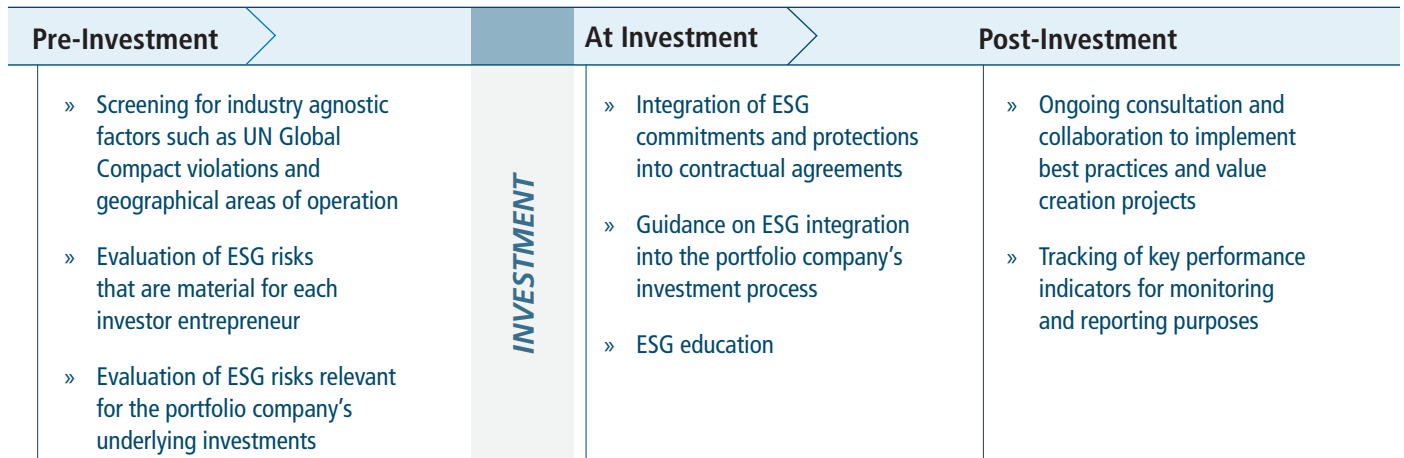 Pre-Investment
» Screening for industry agnostic
factors such as UN Global
Compact violations and
geographical areas of operation
» Evaluation of ESG risks
that are material for each
investor entrepreneur
» Evaluation of ESG risks relevant
for the portfolio company's
underlying investments
INVESTMENT
At Investment
» Integration of ESG
commitments and protections
into contractual agreements
» Guidance on ESG integration
into the portfolio company's
investment process
» ESG education
Post-Investment
» Ongoing consultation and
collaboration to implement
best practices and value
creation projects
» Tracking of key performance
indicators for monitoring
and reporting purposes